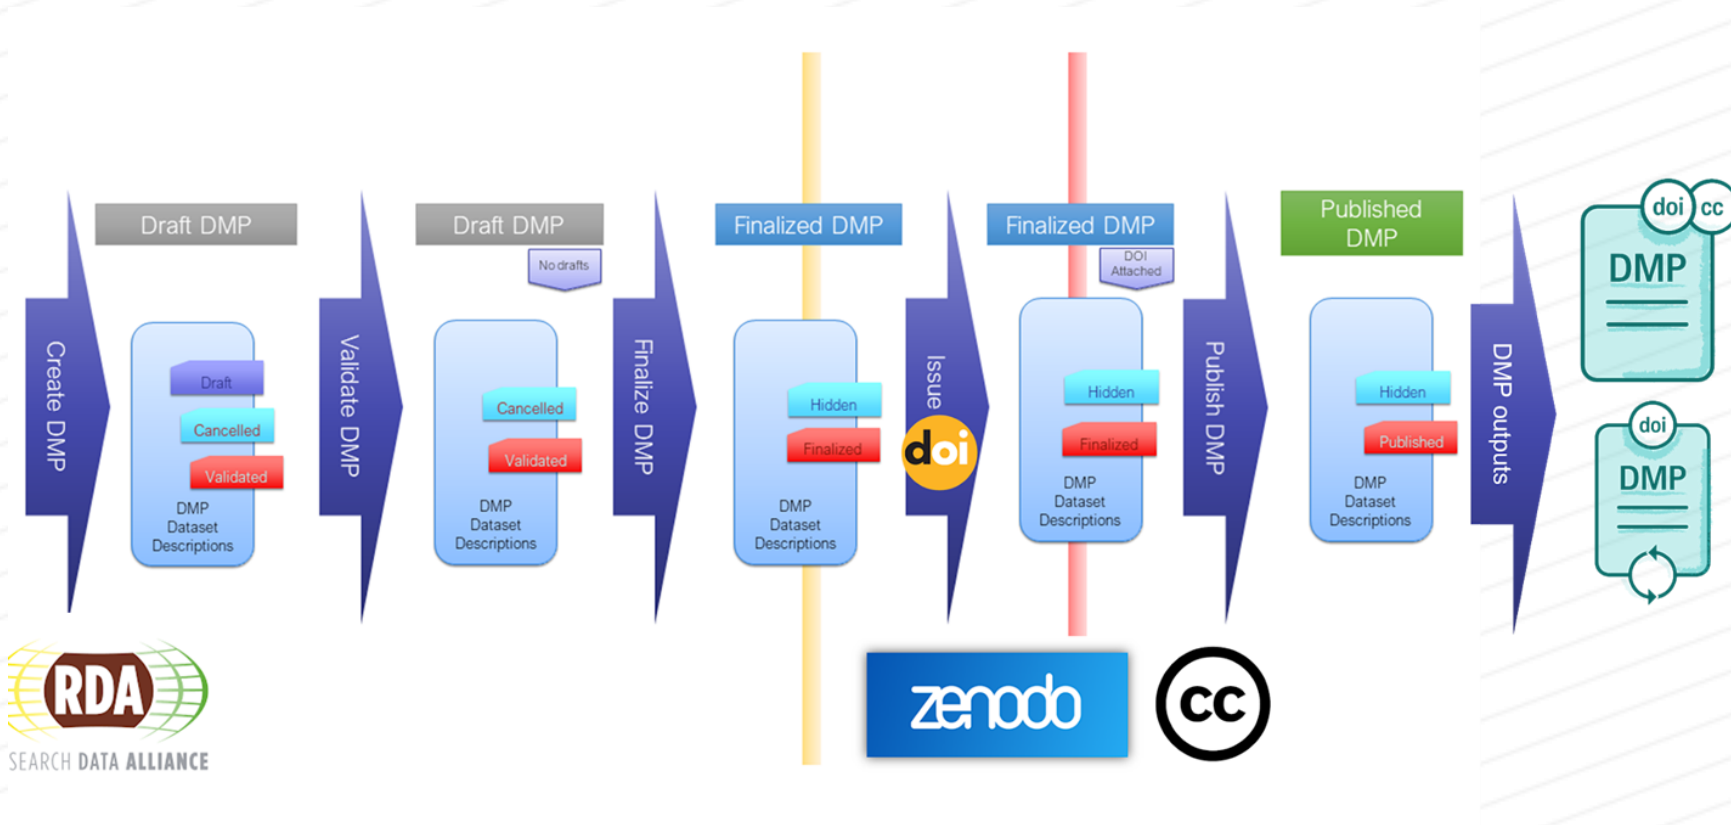 Create DMP
Draft DMP
Draft
Cancelled
Validated
DMP
Dataset
Descriptions
Validate DMP
Draft DMP
No drafts
Cancelled
Validated
DMP
Dataset
Descriptions
Finalize DMP
Finalized DMP
Hidden
Finalized
DMP
Dataset
Descriptions
Issue
doi
Finalized DMP
DOI
Attached
Hidden
Finalized
DMP
Dataset
Descriptions
Publish DMP
Published
DMP
Hidden
Published
DMP
Dataset
Descriptions
DMP outputs
doi
cc
DMP
doi
DMP
RDA
SEARCH DATA ALLIANCE
zenodo
cc